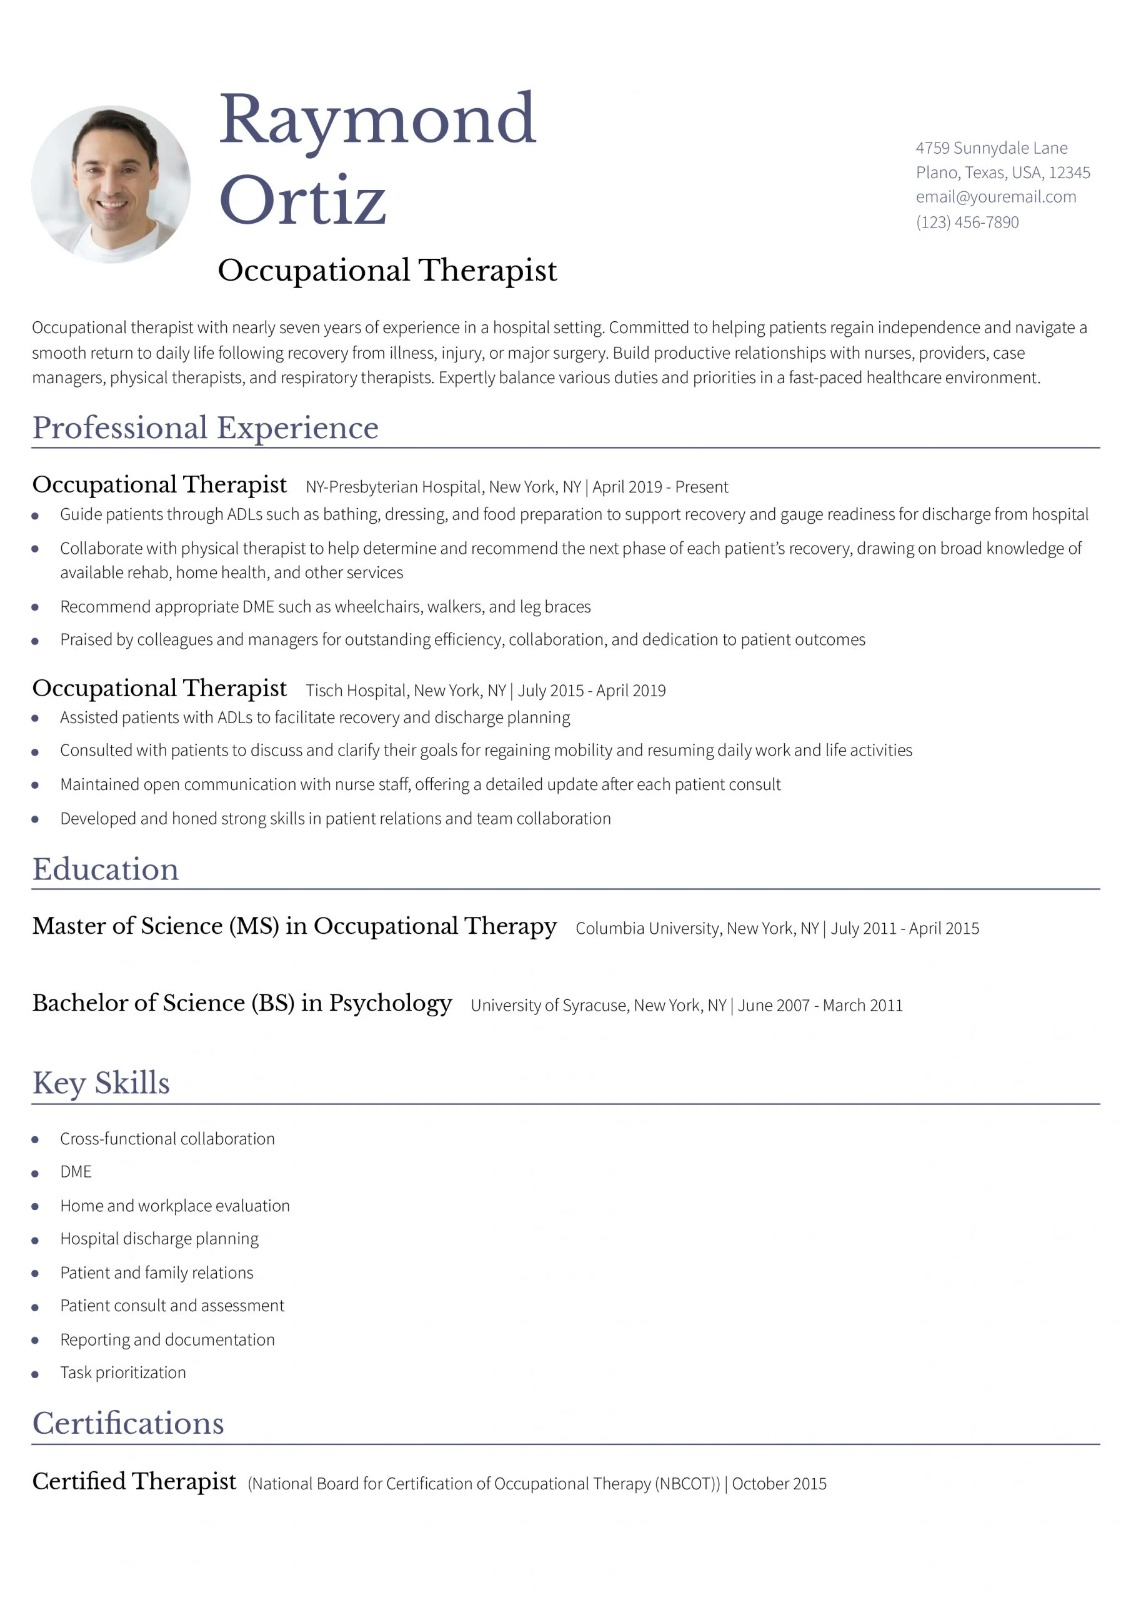 Raymond
Ortiz
Occupational Therapist
4759 Sunnydale Lane
Plano, Texas, USA, 12345
email@youremail.com
(123) 456-7890
Occupational therapist with nearly seven years of experience in a hospital setting. Committed to helping patients regain independence and navigate a
smooth return to daily life following recovery from illness, injury, or major surgery. Build productive relationships with nurses, providers, case
managers, physical therapists, and respiratory therapists. Expertly balance various duties and priorities in a fast-paced healthcare environment.
Professional Experience
Occupational Therapist NY-Presbyterian Hospital, New York, NY | April 2019 - Present
• Guide patients through ADLs such as bathing, dressing, and food preparation to support recovery and gauge readiness for discharge from hospital
• Collaborate with physical therapist to help determine and recommend the next phase of each patient’s recovery, drawing on broad knowledge of
available rehab, home health, and other services
• Recommend appropriate DME such as wheelchairs, walkers, and leg braces
• Praised by colleagues and managers for outstanding efficiency, collaboration, and dedication to patient outcomes
Occupational Therapist Tisch Hospital, New York, NY | July 2015 - April 2019
• Assisted patients with ADLs to facilitate recovery and discharge planning
• Consulted with patients to discuss and clarify their goals for regaining mobility and resuming daily work and life activities
• Maintained open communication with nurse staff, offering a detailed update after each patient consult
• Developed and honed strong skills in patient relations and team collaboration
Education
Master of Science (MS) in Occupational Therapy Columbia University, New York, NY | July 2011 - April 2015
Bachelor of Science (BS) in Psychology University of Syracuse, New York, NY | June 2007 - March 2011
Key Skills
• Cross-functional collaboration
• DME
• Home and workplace evaluation
• Hospital discharge planning
• Patient and family relations
• Patient consult and assessment
• Reporting and documentation
• Task prioritization
Certifications
Certified Therapist (National Board for Certification of Occupational Therapy (NBCOT)) | October 2015